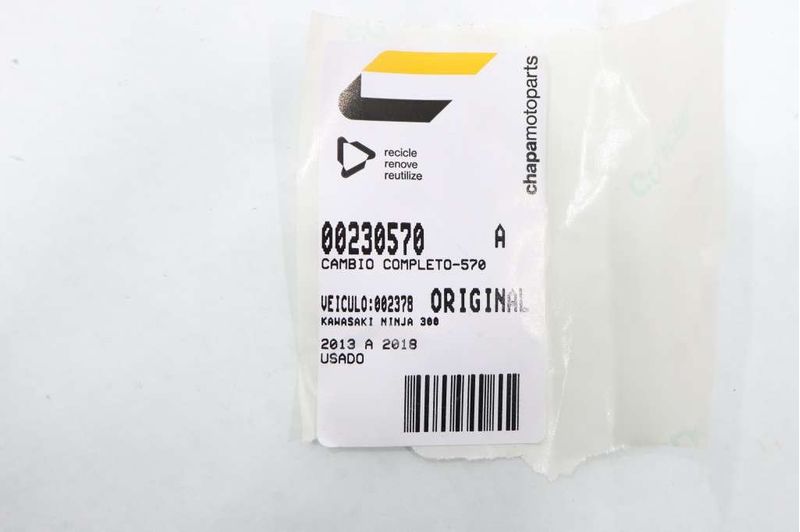 chapamotoparts
recicle
renove
reutilize
00230570 A
CAMBIO COMPLETO-570
VEICULO:002378 ORIGINAL
KAWASAKI NINJA 300
2013 A 2018
USADO